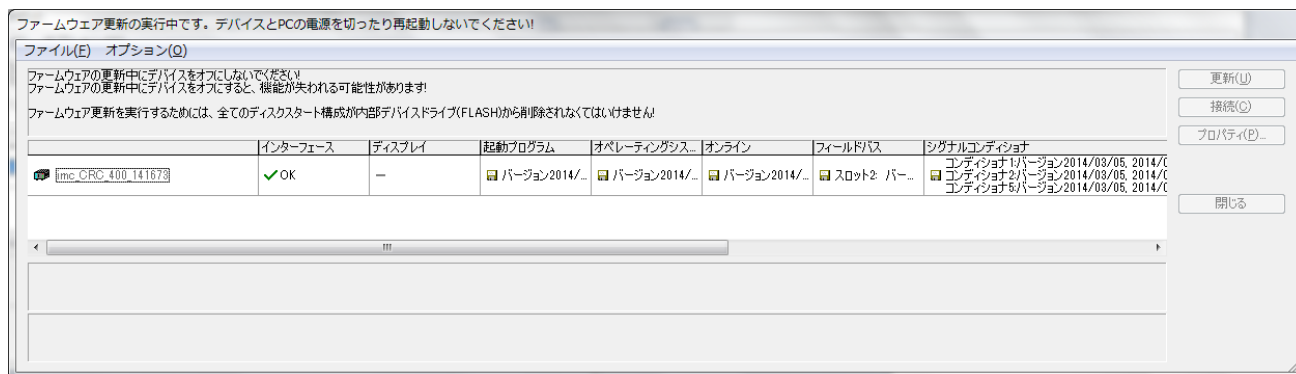 ファームウェア更新の実行中です。デバイスとPCの電源を切ったり再起動しないでください!
ファイル(F) オプション(O)
ファームウェアの更新中にデバイスをオフにしないでください!
ファームウェアの更新中にデバイスをオフにすると、機能が失われる可能性があります!
ファームウェア更新を実行するためには、全てのディスクスタート構成が内部デバイスドライブ(FLASH)から削除されなくてはいけません!
更新(U)
接続(C)
プロパティ(P)...
閉じる
インターフェース ディスプレイ 起動プログラム オペレーティングシス... オンライン フィールドバス シグナルコンディショナ
imc_CRC_400_141673 OK — バージョン2014/... バージョン2014/... バージョン2014/... スロット2: バー...
コンディショナ1:バージョン2014/03/05, 2014/0
コンディショナ2:バージョン2014/03/05, 2014/0
コンディショナ5:バージョン2014/03/05, 2014/0